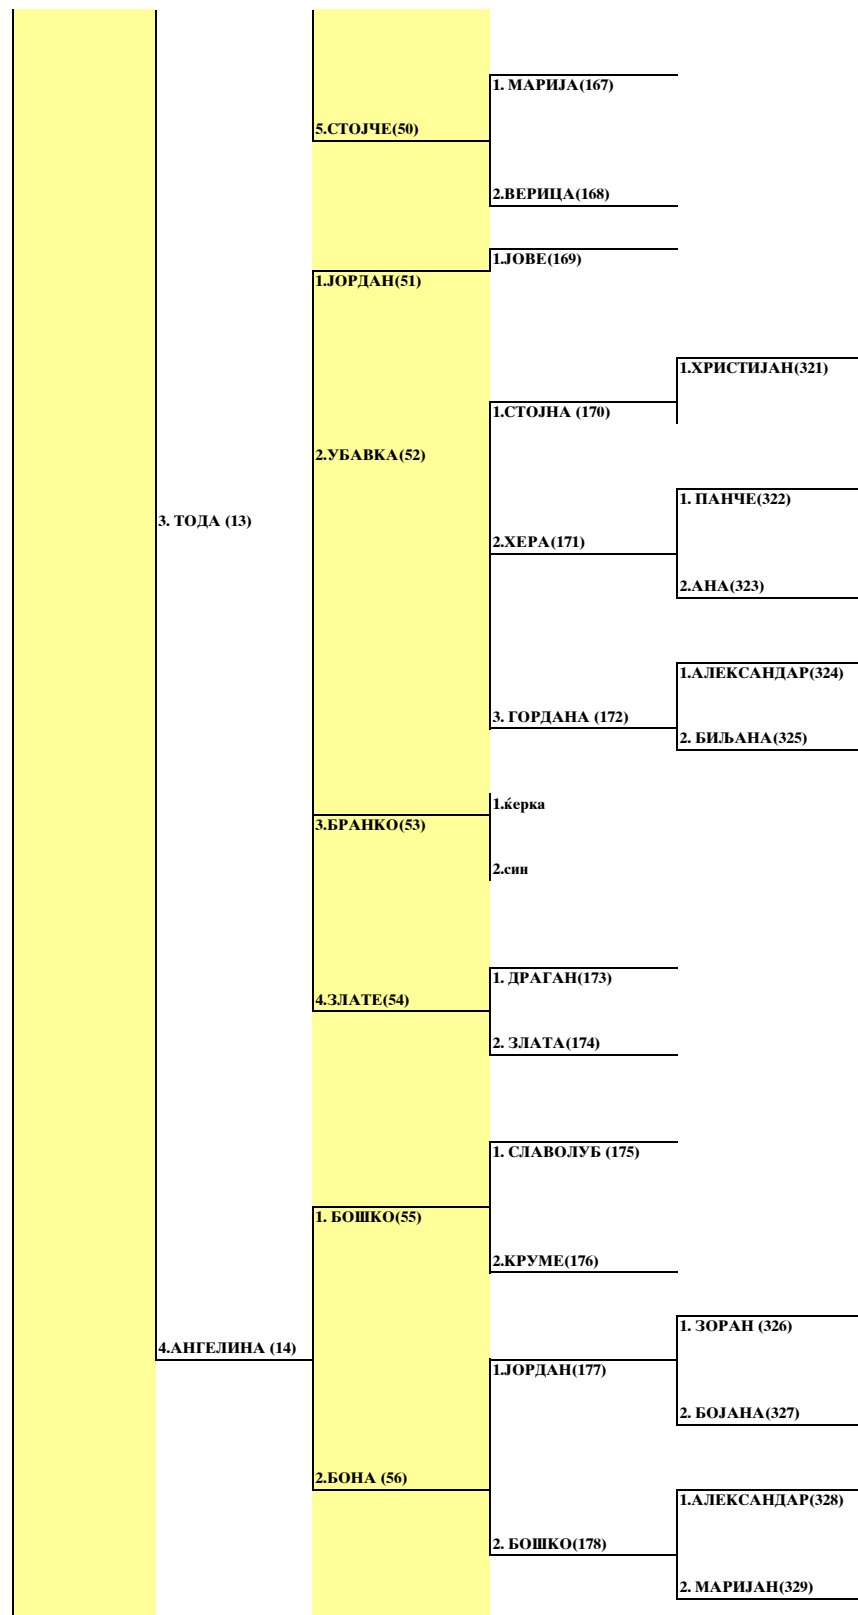 1. МАРИЈА(167)
5.СТОЈЧЕ(50)
2.ВЕРИЦА(168)
1.ЈОВЕ(169)
1.ЈОРДАН(51)
1.ХРИСТИЈАН(321)
1.СТОЈНА (170)
2.УБАВКА(52)
1. ПАНЧЕ(322)
3. ТОДА (13)
2.ХЕРА(171)
2.АНА(323)
1.АЛЕКСАНДАР(324)
3. ГОРДАНА (172)
2. БИЉАНА(325)
1.ќерка
3.БРАНКО(53)
2.син
1. ДРАГАН(173)
4.ЗЛАТЕ(54)
2. ЗЛАТА(174)
1. СЛАВОЛУБ (175)
1. БОШКО(55)
2.КРУМЕ(176)
1. ЗОРАН (326)
4.АНГЕЛИНА (14)
1.ЈОРДАН(177)
2. БОЈАНА(327)
2.БОНА (56)
1.АЛЕКСАНДАР(328)
2. БОШКО(178)
2. МАРИЈАН(329)